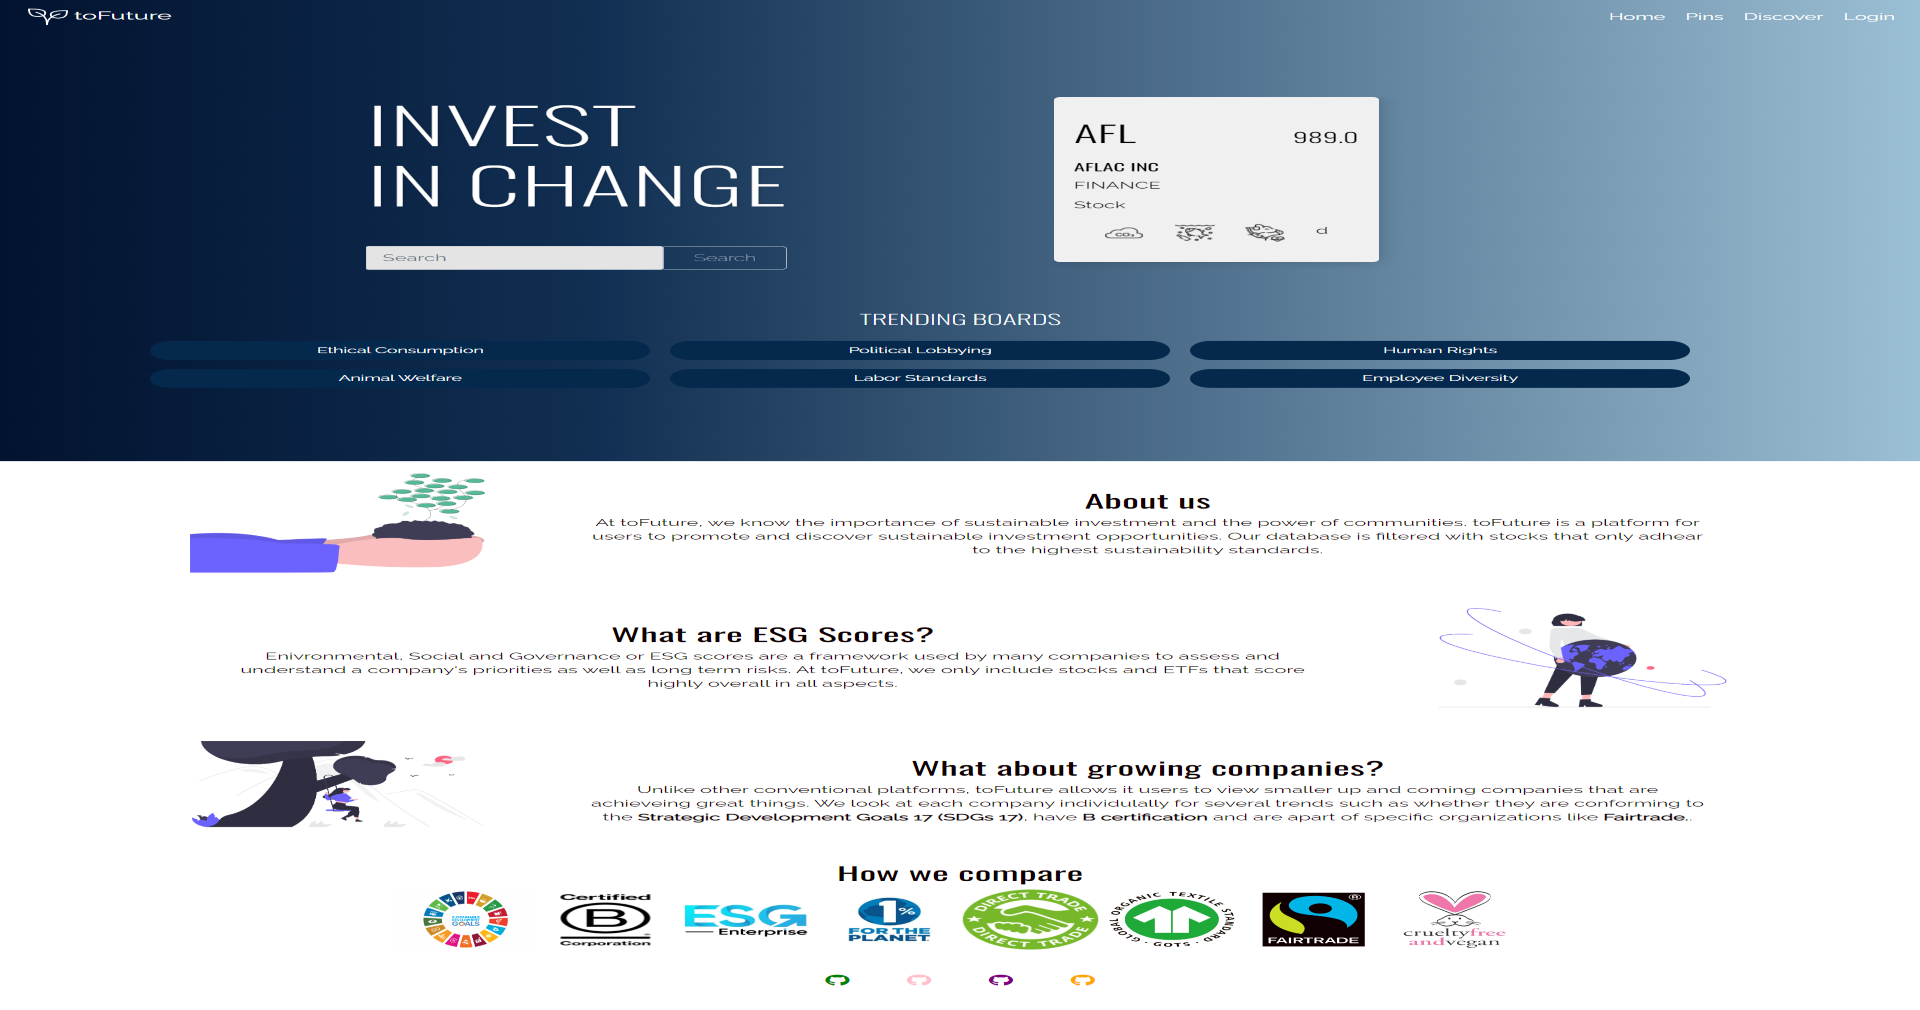 toFuture
Home Pins Discover Login
INVEST
IN CHANGE
Search Search
AFL 989.0
AFLAC INC
FINANCE
Stock
CO2 d
TRENDING BOARDS
Ethical Consumption Political Lobbying Human Rights
Animal Welfare Labor Standards Employee Diversity
About us
At toFuture, we know the importance of sustainable investment and the power of communities. toFuture is a platform for
users to promote and discover sustainable investment opportunities. Our database is filtered with stocks that only adhear
to the highest sustainability standards.
What are ESG Scores?
Enivronmental, Social and Governance or ESG scores are a framework used by many companies to assess and
understand a company's priorities as well as long term risks. At toFuture, we only include stocks and ETFs that score
highly overall in all aspects.
What about growing companies?
Unlike other conventional platforms, toFuture allows it users to view smaller up and coming companies that are
achieveing great things. We look at each company individulally for several trends such as whether they are conforming to
the Strategic Development Goals 17 (SDGs 17), have B certification and are apart of specific organizations like Fairtrade..
How we compare
SUSTAINABLE
DEVELOPMENT
GOALS
Certified
B
®
Corporation
ESG
Enterprise
1%
FOR THE
PLANET
DIRECT TRADE
DIRECT TRADE
GLOBAL ORGANIC TEXTILE STANDARD
· GOTS ·
®
FAIRTRADE
crueltyfree
andvegan